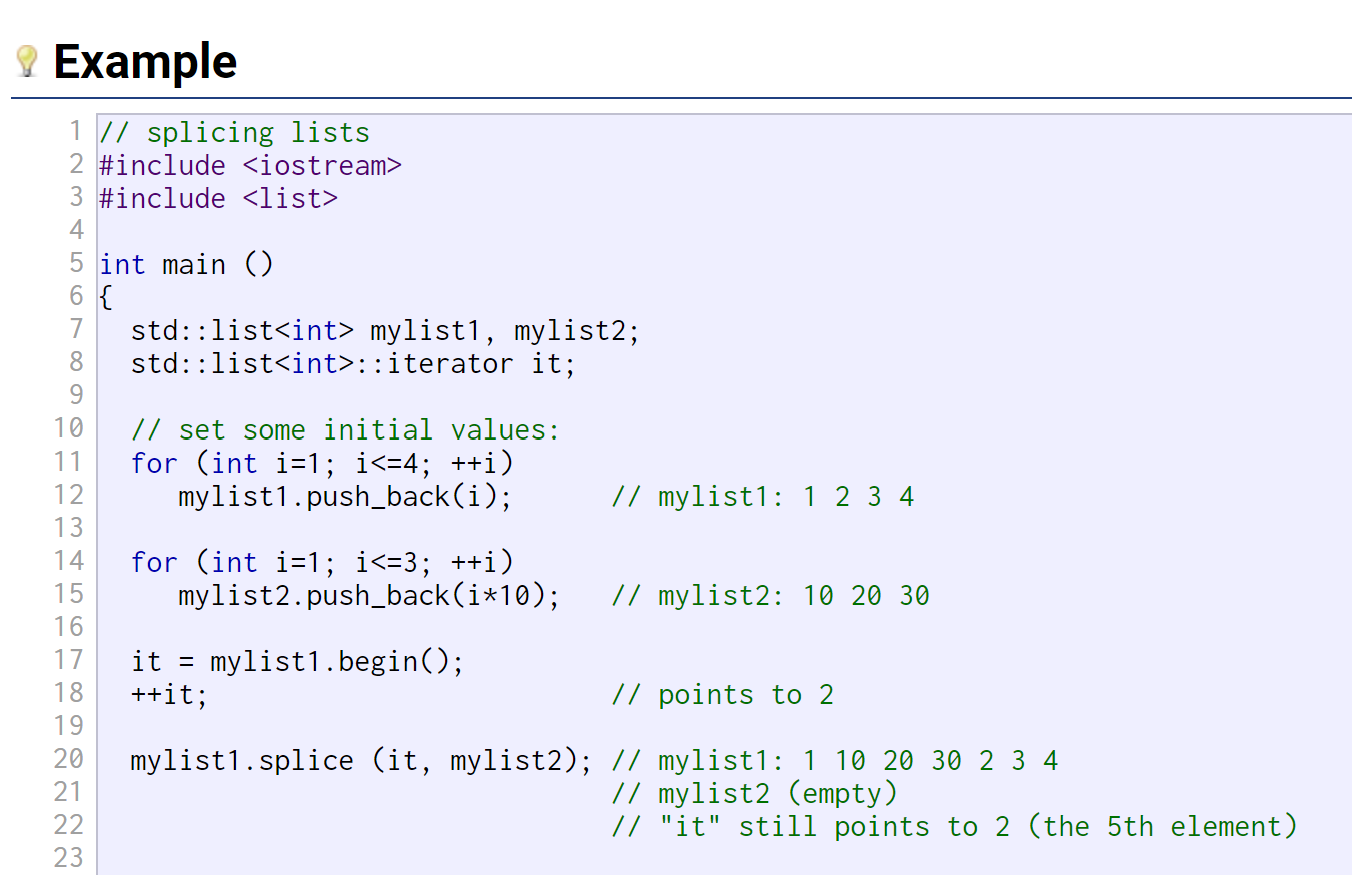 Example
1 // splicing lists
2 #include <iostream>
3 #include <list>
4
5 int main ()
6 {
7   std::list<int> mylist1, mylist2;
8   std::list<int>::iterator it;
9
10   // set some initial values:
11   for (int i=1; i<=4; ++i)
12      mylist1.push_back(i);      // mylist1: 1 2 3 4
13
14   for (int i=1; i<=3; ++i)
15      mylist2.push_back(i*10);   // mylist2: 10 20 30
16
17   it = mylist1.begin();
18   ++it;                         // points to 2
19
20   mylist1.splice (it, mylist2); // mylist1: 1 10 20 30 2 3 4
21                                 // mylist2 (empty)
22                                 // "it" still points to 2 (the 5th element)
23